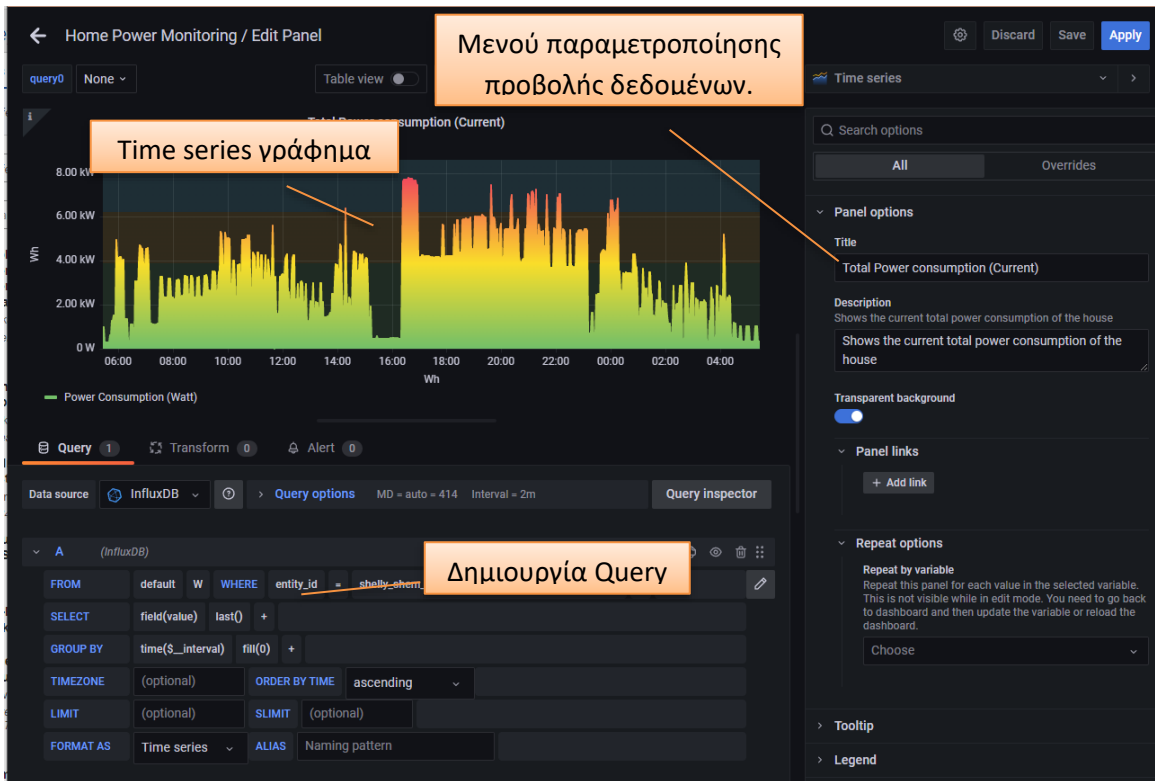 Home Power Monitoring / Edit Panel
Discard Save Apply
Μενού παραμετροποίησης
προβολής δεδομένων.
query0 None
Table view
Time series
Total Power consumption (Current)
Search options
Time series γράφημα
All Overrides
8.00 kW
6.00 kW
4.00 kW
2.00 kW
0 W
Wh
06:00 08:00 10:00 12:00 14:00 16:00 18:00 20:00 22:00 00:00 02:00 04:00
Wh
Power Consumption (Watt)
Panel options
Title
Total Power consumption (Current)
Description
Shows the current total power consumption of the house
Shows the current total power consumption of the
house
Transparent background
Panel links
+ Add link
Repeat options
Repeat by variable
Repeat this panel for each value in the selected variable.
This is not visible while in edit mode. You need to go back
to dashboard and then update the variable or reload the
dashboard.
Choose
Tooltip
Legend
Query 1 Transform 0 Alert 0
Data source InfluxDB Query options MD = auto = 414 Interval = 2m Query inspector
A (InfluxDB)
Δημιουργία Query
FROM default W WHERE entity_id = shelly_shem_
SELECT field(value) last() +
GROUP BY time($__interval) fill(0) +
TIMEZONE (optional) ORDER BY TIME ascending
LIMIT (optional) SLIMIT (optional)
FORMAT AS Time series ALIAS Naming pattern